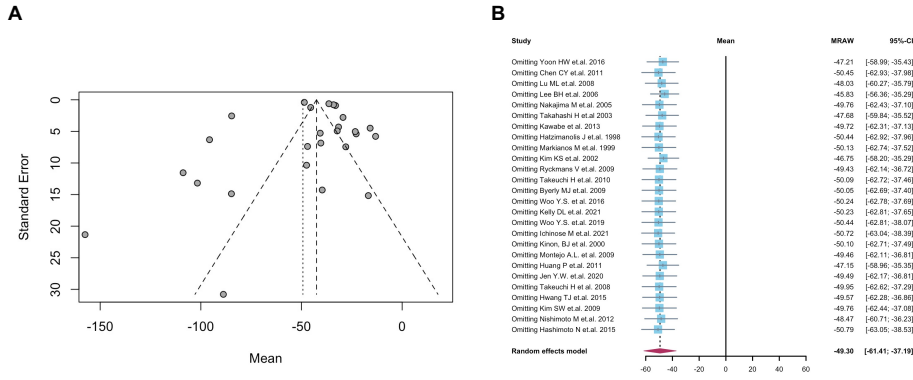 A
B
0
5
10
15
20
25
30
Standard Error
-150
-100
-50
0
Mean
Study Mean MRAW 95%-CI
Omitting Yoon HW et.al. 2016 -47.21 [-58.99; -35.43]
Omitting Chen CY et.al. 2011 -50.45 [-62.93; -37.98]
Omitting Lu ML et.al. 2008 -48.03 [-60.27; -35.79]
Omitting Lee BH et.al. 2006 -45.83 [-56.36; -35.29]
Omitting Nakajima M et.al. 2005 -49.76 [-62.43; -37.10]
Omitting Takahashi H et.al 2003 -47.68 [-59.84; -35.52]
Omitting Kawabe et.al. 2013 -49.72 [-62.31; -37.13]
Omitting Hatzimanolis J et.al. 1998 -50.44 [-62.92; -37.96]
Omitting Markianos M et.al. 1999 -50.13 [-62.74; -37.52]
Omitting Kim KS et.al. 2002 -46.75 [-58.20; -35.29]
Omitting Ryckmans V et.al. 2009 -49.43 [-62.14; -36.72]
Omitting Takeuchi H et.al. 2010 -50.09 [-62.72; -37.46]
Omitting Byerly MJ et.al. 2009 -50.05 [-62.69; -37.40]
Omitting Woo Y.S. et.al. 2016 -50.24 [-62.78; -37.69]
Omitting Kelly DL et.al. 2021 -50.23 [-62.81; -37.65]
Omitting Woo Y.S. et.al. 2019 -50.44 [-62.81; -38.07]
Omitting Ichinose M et.al. 2021 -50.72 [-63.04; -38.39]
Omitting Kinon, BJ et al. 2000 -50.10 [-62.71; -37.49]
Omitting Montejo A.L. et.al. 2009 -49.46 [-62.11; -36.81]
Omitting Huang P et.al. 2011 -47.15 [-58.96; -35.35]
Omitting Jen Y.W. et.al. 2020 -49.49 [-62.17; -36.81]
Omitting Takeuchi H et.al. 2008 -49.95 [-62.62; -37.29]
Omitting Hwang TJ et.al. 2015 -49.57 [-62.28; -36.86]
Omitting Kim SW et.al. 2009 -49.76 [-62.44; -37.08]
Omitting Nishimoto M et.al. 2012 -48.47 [-60.71; -36.23]
Omitting Hashimoto N et.al. 2015 -50.79 [-63.05; -38.53]
Random effects model -49.30 [-61.41; -37.19]
-60 -40 -20 0 20 40 60